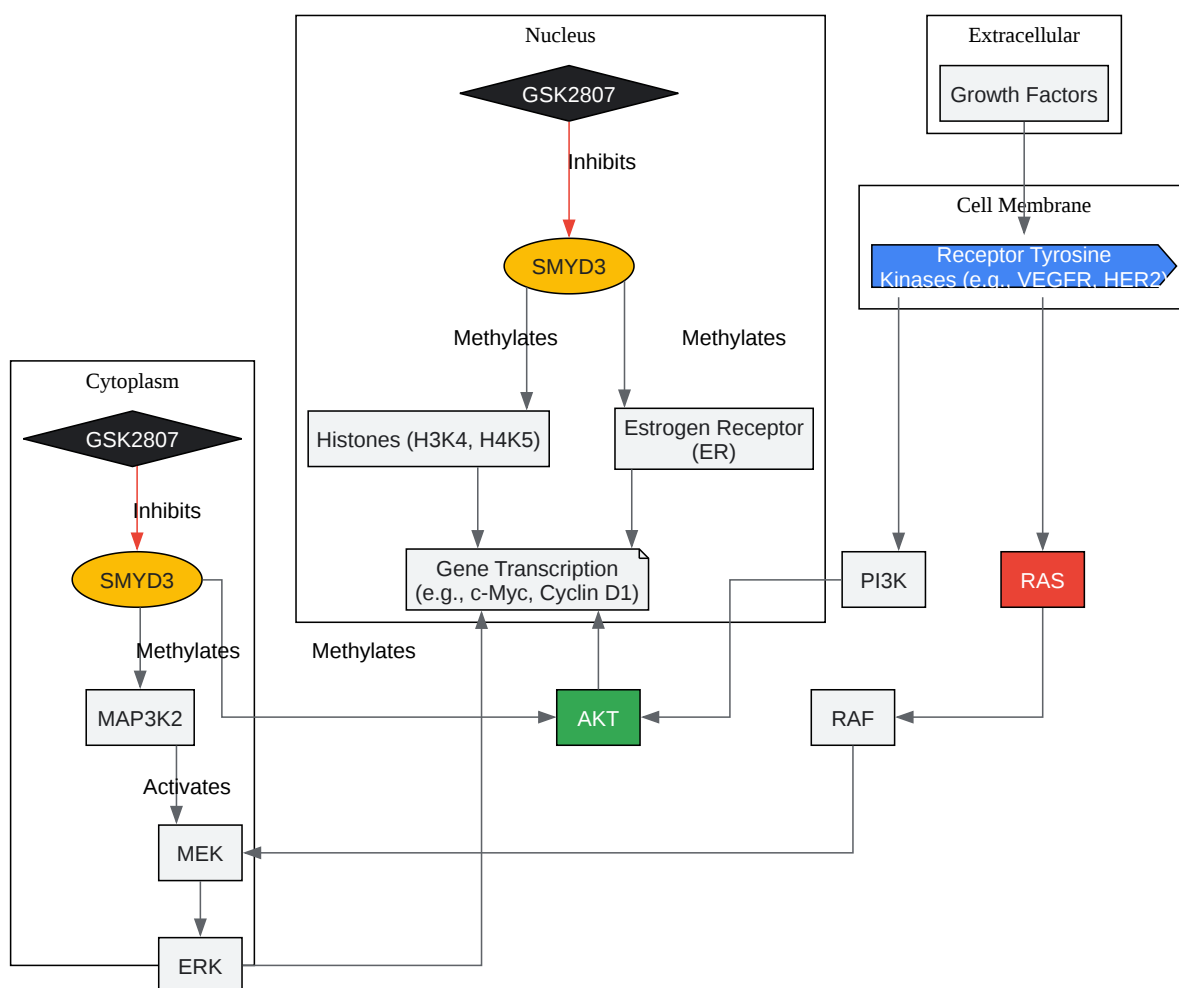 Nucleus
GSK2807
Inhibits
SMYD3
Methylates
Methylates
Histones (H3K4, H4K5)
Estrogen Receptor
(ER)
Gene Transcription
(e.g., c-Myc, Cyclin D1)
Extracellular
Growth Factors
Cell Membrane
Receptor Tyrosine
Kinases (e.g., VEGFR, HER2)
Cytoplasm
GSK2807
Inhibits
SMYD3
Methylates
Methylates
MAP3K2
Activates
MEK
ERK
PI3K
RAS
AKT
RAF